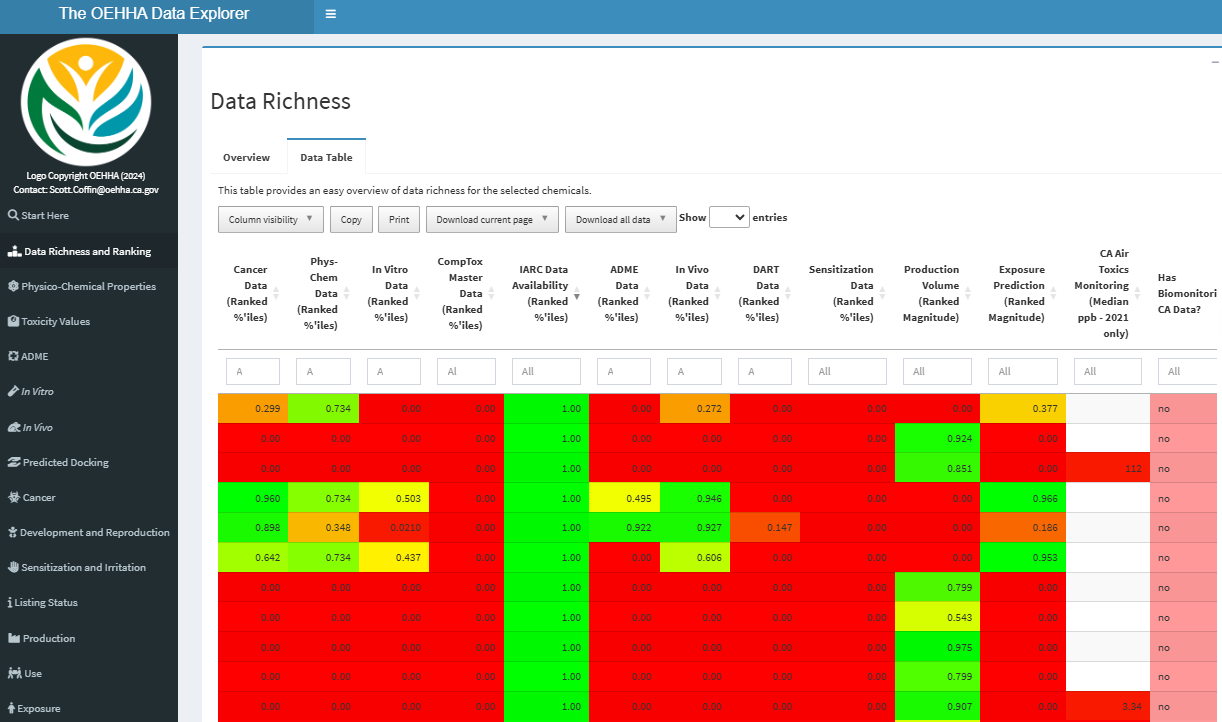 The OEHHA Data Explorer
Logo Copyright OEHHA (2024)
Contact: Scott.Coffin@oehha.ca.gov
Start Here
Data Richness and Ranking
Physico-Chemical Properties
Toxicity Values
ADME
In Vitro
In Vivo
Predicted Docking
Cancer
Development and Reproduction
Sensitization and Irritation
Listing Status
Production
Use
Exposure
Data Richness
Overview Data Table
This table provides an easy overview of data richness for the selected chemicals.
Column visibility Copy Print Download current page Download all data Show entries
Cancer Data (Ranked %'iles) Phys-Chem Data (Ranked %'iles) In Vitro Data (Ranked %'iles) CompTox Master Data (Ranked %'iles) IARC Data Availability (Ranked %'iles) ADME Data (Ranked %'iles) In Vivo Data (Ranked %'iles) DART Data (Ranked %'iles) Sensitization Data (Ranked %'iles) Production Volume (Ranked Magnitude) Exposure Prediction (Ranked Magnitude) CA Air Toxics Monitoring (Median ppb - 2021 only) Has Biomonitori CA Data?
A A A Al All A A A All All All All All
0.299 0.734 0.00 0.00 1.00 0.00 0.272 0.00 0.00 0.00 0.377 no
0.00 0.00 0.00 0.00 1.00 0.00 0.00 0.00 0.00 0.924 0.00 no
0.00 0.00 0.00 0.00 1.00 0.00 0.00 0.00 0.00 0.851 0.00 112 no
0.960 0.734 0.503 0.00 1.00 0.495 0.946 0.00 0.00 0.00 0.966 no
0.898 0.348 0.0210 0.00 1.00 0.922 0.927 0.147 0.00 0.00 0.186 no
0.642 0.734 0.437 0.00 1.00 0.00 0.606 0.00 0.00 0.00 0.953 no
0.00 0.00 0.00 0.00 1.00 0.00 0.00 0.00 0.00 0.799 0.00 no
0.00 0.00 0.00 0.00 1.00 0.00 0.00 0.00 0.00 0.543 0.00 no
0.00 0.00 0.00 0.00 1.00 0.00 0.00 0.00 0.00 0.975 0.00 no
0.00 0.00 0.00 0.00 1.00 0.00 0.00 0.00 0.00 0.799 0.00 no
0.00 0.00 0.00 0.00 1.00 0.00 0.00 0.00 0.00 0.907 0.00 3.34 no